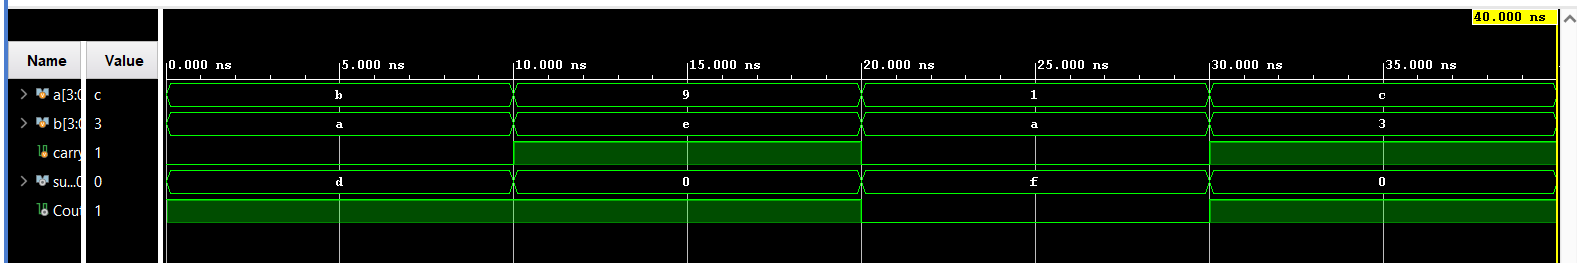 40.000 ns
Name Value
0.000 ns 5.000 ns 10.000 ns 15.000 ns 20.000 ns 25.000 ns 30.000 ns 35.000 ns
a[3:0 c b 9 1 c
b[3:0 3 a e a 3
carry 1
su...0 0 d 0 f 0
Cout 1